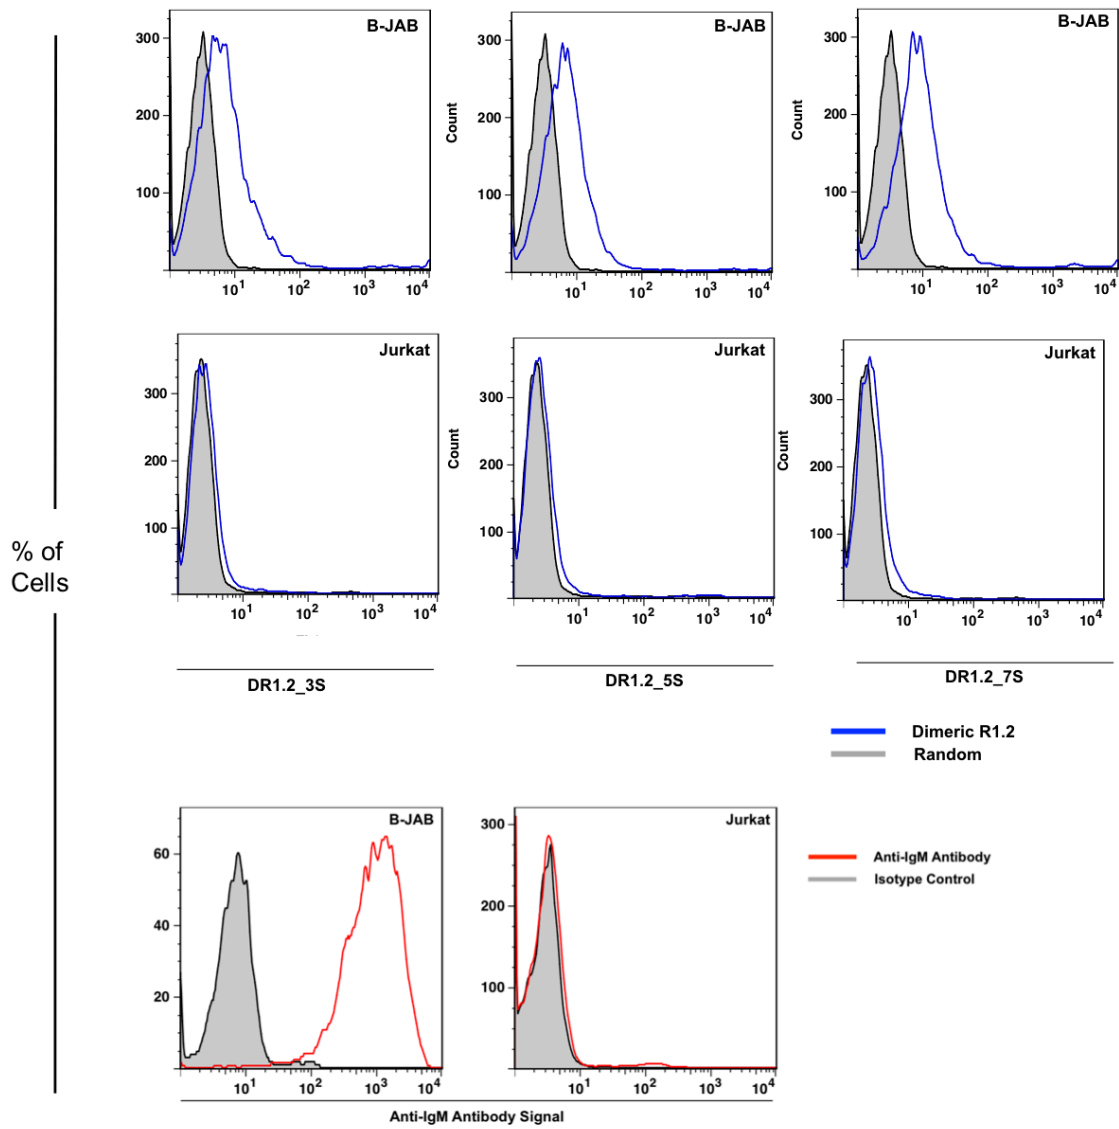 B-JAB
300
200
100
10¹ 10² 10³ 10⁴
B-JAB
Count
300
200
100
10¹ 10² 10³ 10⁴
B-JAB
Count
300
200
100
10¹ 10² 10³ 10⁴
Jurkat
300
200
100
10¹ 10² 10³ 10⁴
Jurkat
Count
300
200
100
10¹ 10² 10³ 10⁴
Jurkat
Count
300
200
100
10¹ 10² 10³ 10⁴
% of
Cells
DR1.2_3S
DR1.2_5S
DR1.2_7S
Dimeric R1.2
Random
B-JAB
60
40
20
10¹ 10² 10³ 10⁴
Jurkat
300
200
100
10¹ 10² 10³ 10⁴
Anti-IgM Antibody
Isotype Control
Anti-IgM Antibody Signal